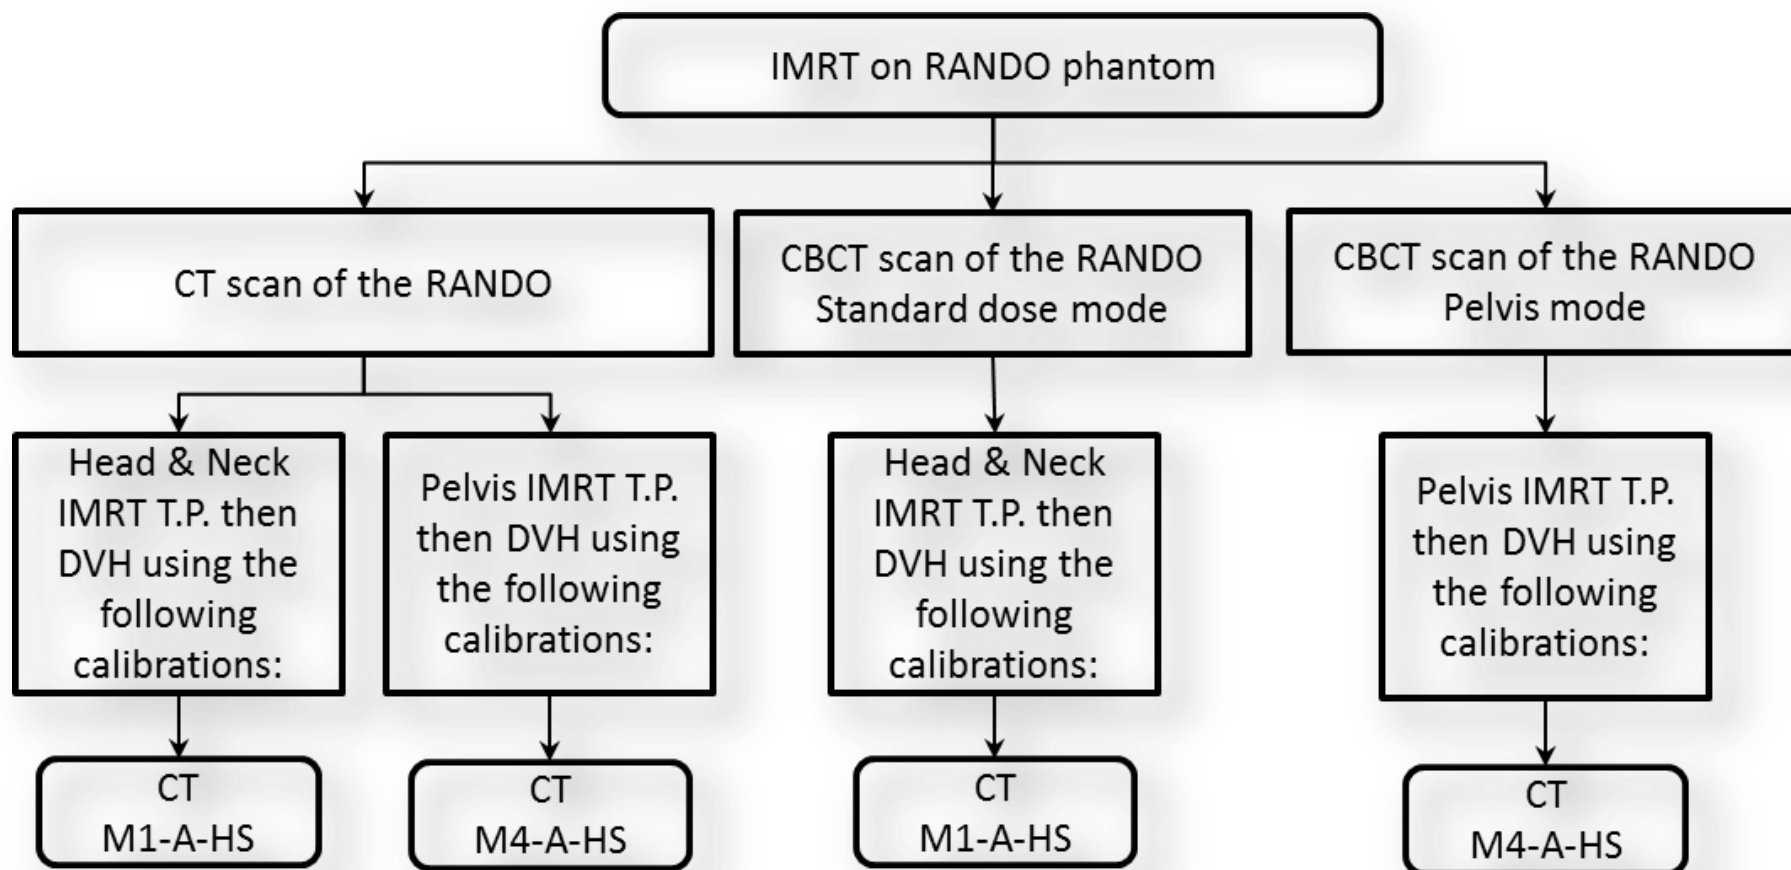 IMRT on RANDO phantom
CT scan of the RANDO
CBCT scan of the RANDO
Standard dose mode
CBCT scan of the RANDO
Pelvis mode
Head & Neck
IMRT T.P. then
DVH using the
following
calibrations:
Pelvis IMRT T.P.
then DVH using
the following
calibrations:
Head & Neck
IMRT T.P. then
DVH using the
following
calibrations:
Pelvis IMRT T.P.
then DVH using
the following
calibrations:
CT
M1-A-HS
CT
M4-A-HS
CT
M1-A-HS
CT
M4-A-HS